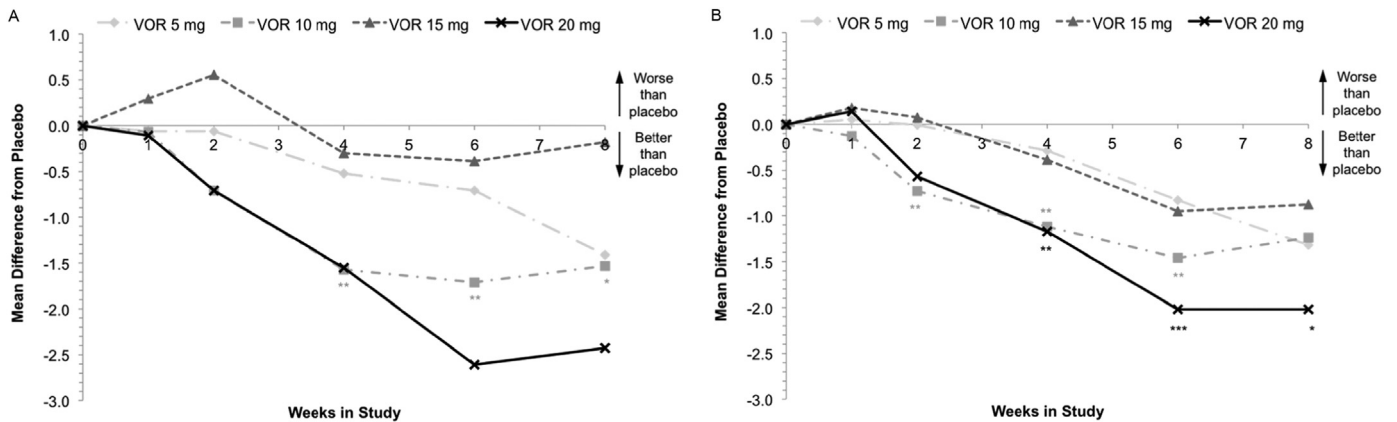 A
VOR 5 mg VOR 10 mg VOR 15 mg VOR 20 mg
1.0
0.5
0.0
-0.5
-1.0
-1.5
-2.0
-2.5
-3.0
Mean Difference from Placebo
0 1 2 3 4 5 6 7 8
Worse
than
placebo
Better
than
placebo
**
**
*
Weeks in Study
B
VOR 5 mg VOR 10 mg VOR 15 mg VOR 20 mg
1.0
0.5
0.0
-0.5
-1.0
-1.5
-2.0
-2.5
-3.0
Mean Difference from Placebo
0 1 2 3 4 5 6 7 8
Worse
than
placebo
Better
than
placebo
**
**
**
**
***
*
Weeks in Study